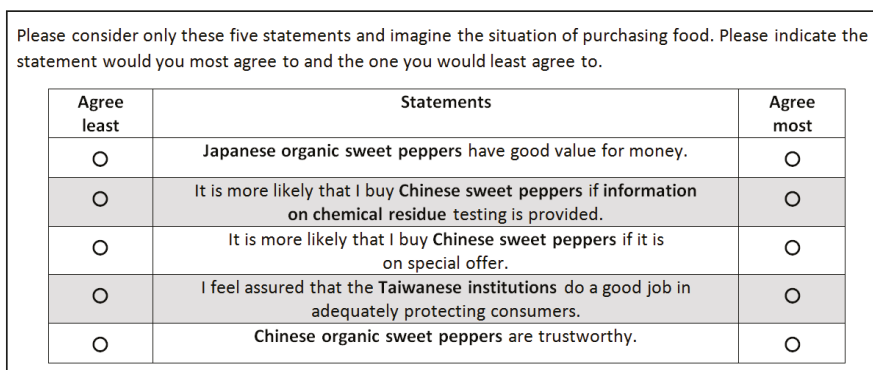 Please consider only these five statements and imagine the situation of purchasing food. Please indicate the
statement would you most agree to and the one you would least agree to.
Agree
least
Statements
Agree
most
Japanese organic sweet peppers have good value for money.
It is more likely that I buy Chinese sweet peppers if information
on chemical residue testing is provided.
It is more likely that I buy Chinese sweet peppers if it is
on special offer.
I feel assured that the Taiwanese institutions do a good job in
adequately protecting consumers.
Chinese organic sweet peppers are trustworthy.